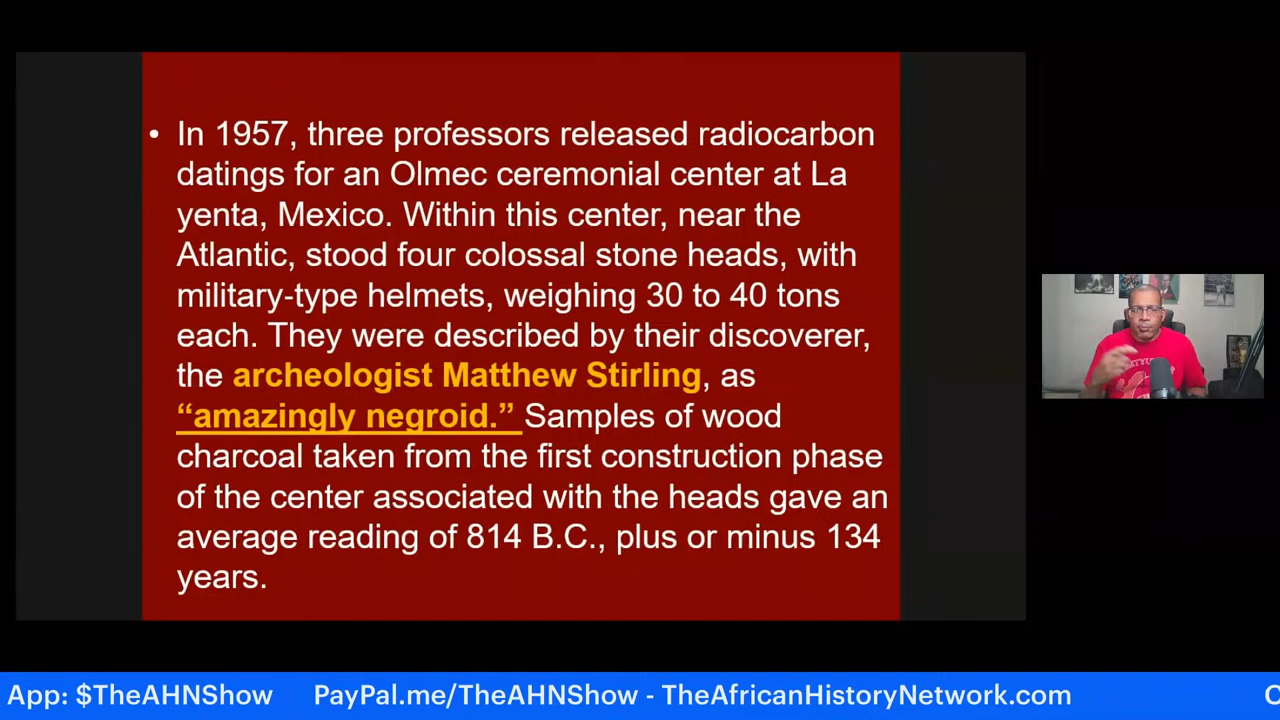 • In 1957, three professors released radiocarbon
datings for an Olmec ceremonial center at La
yenta, Mexico. Within this center, near the
Atlantic, stood four colossal stone heads, with
military-type helmets, weighing 30 to 40 tons
each. They were described by their discoverer,
the archeologist Matthew Stirling, as
“amazingly negroid.” Samples of wood
charcoal taken from the first construction phase
of the center associated with the heads gave an
average reading of 814 B.C., plus or minus 134
years.
App: $TheAHNShow PayPal.me/TheAHNShow - TheAfricanHistoryNetwork.com